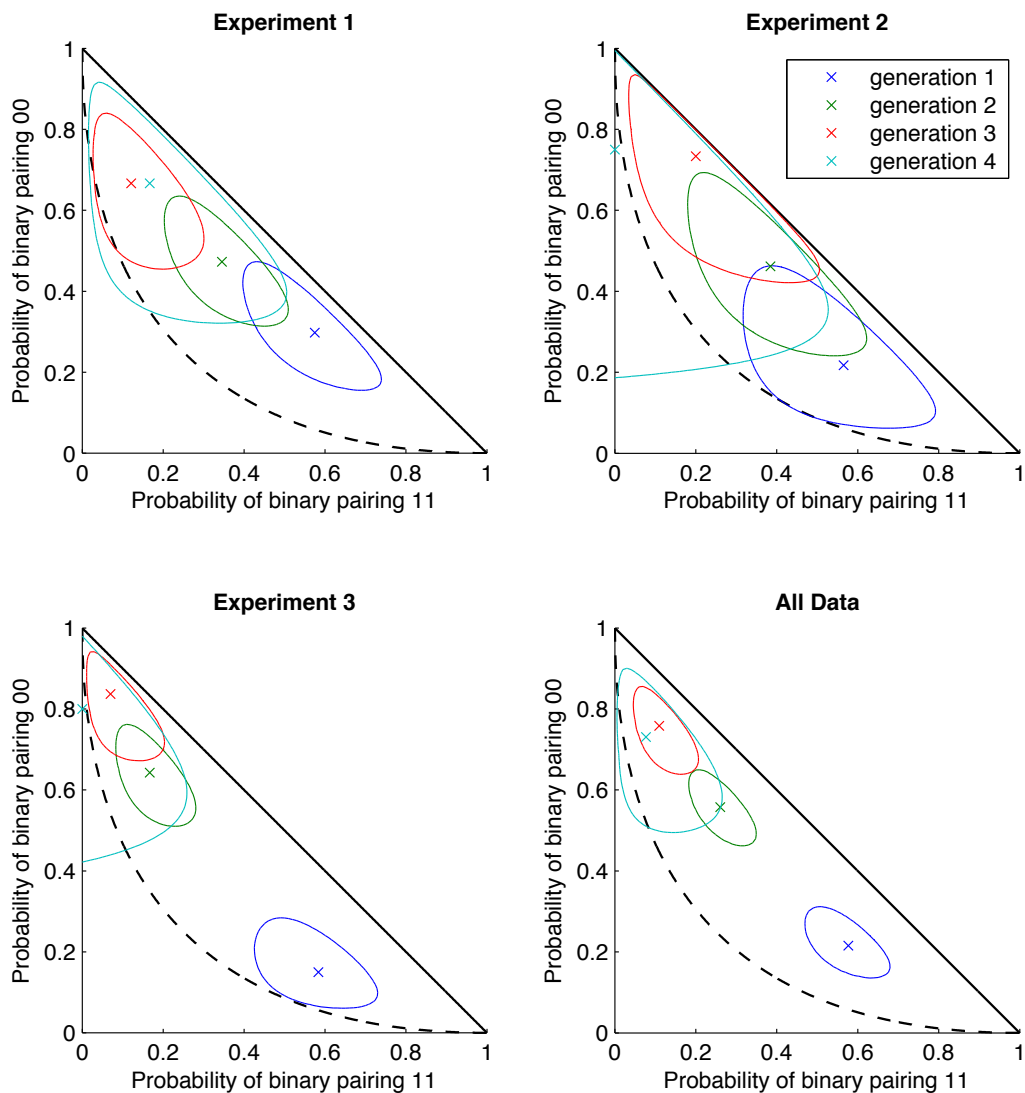 Experiment 1
1
0.8
0.6
0.4
0.2
0
0 0.2 0.4 0.6 0.8 1
Probability of binary pairing 00
Probability of binary pairing 11
Experiment 2
1
0.8
0.6
0.4
0.2
0
0 0.2 0.4 0.6 0.8 1
Probability of binary pairing 00
Probability of binary pairing 11
generation 1
generation 2
generation 3
generation 4
Experiment 3
1
0.8
0.6
0.4
0.2
0
0 0.2 0.4 0.6 0.8 1
Probability of binary pairing 00
Probability of binary pairing 11
All Data
1
0.8
0.6
0.4
0.2
0
0 0.2 0.4 0.6 0.8 1
Probability of binary pairing 00
Probability of binary pairing 11